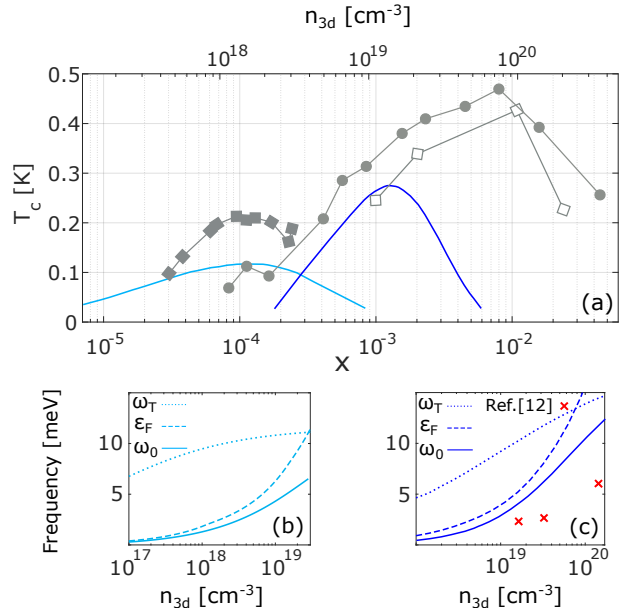 n3d [cm-3]
10^18 10^19 10^20
0.5
0.4
0.3
0.2
0.1
0
Tc [K]
(a)
10^-5 10^-4 10^-3 10^-2
x
Frequency [meV]
10
5
ωT
εF
ω0
(b)
10^17 10^18 10^19
n3d [cm-3]
10
5
ωT Ref.[12]
εF
ω0
(c)
10^19 10^20
n3d [cm-3]